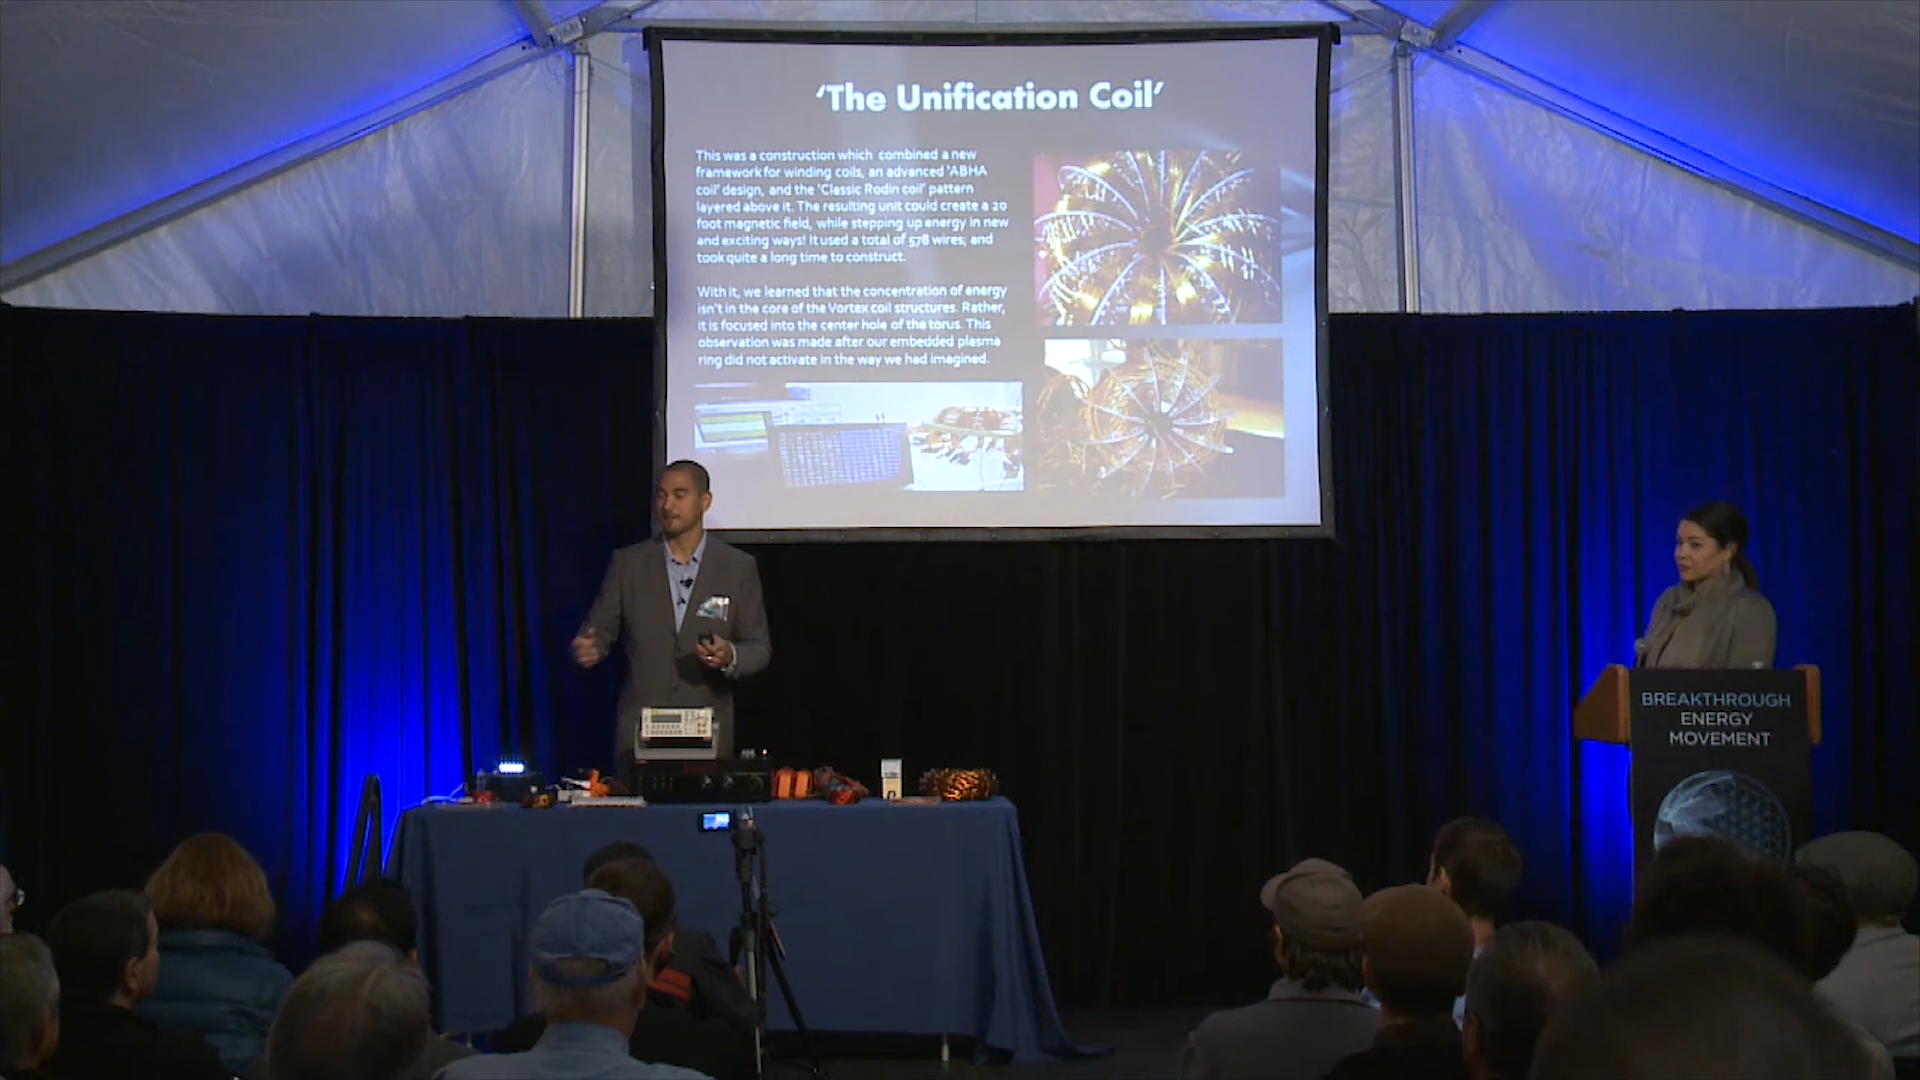 ‘The Unification Coil’
This was a construction which combined a new
framework for winding coils, an advanced ‘ABHA
coil’ design, and the ‘Classic Rodin coil’ pattern
layered above it. The resulting unit could create a 20
foot magnetic field, while stepping up energy in new
and exciting ways! It used a total of 576 wires, and
took quite a long time to construct.
With it, we learned that the concentration of energy
isn’t in the core of the Vortex coil structures. Rather,
it is focused into the center hole of the torus. This
observation was made after our embedded plasma
ring did not activate in the way we had imagined.
BREAKTHROUGH
ENERGY
MOVEMENT